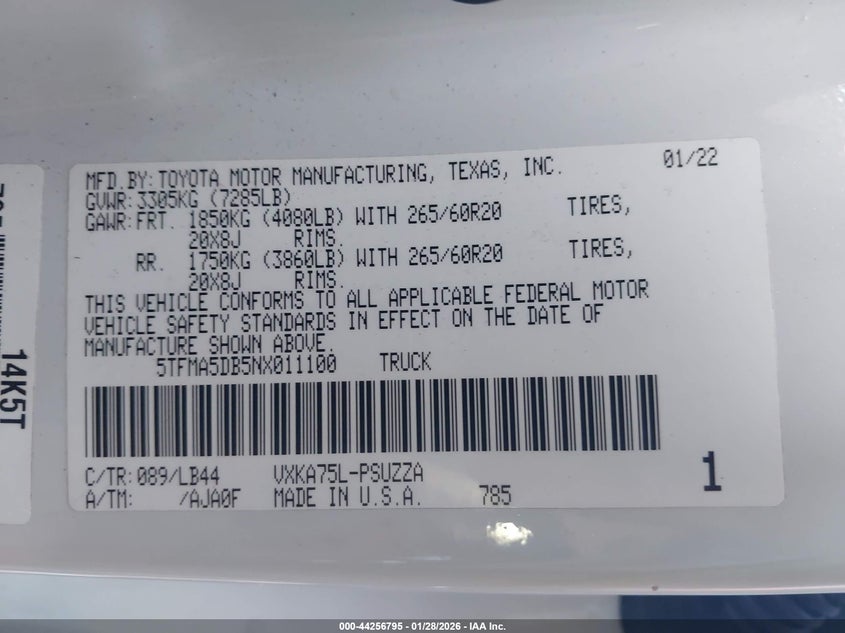 MFD.BY:TOYOTA MOTOR MANUFACTURING, TEXAS, INC. 01/22
GVWR:3305KG (7285LB)
GAWR:FRT. 1850KG (4080LB) WITH 265/60R20 TIRES,
20X8J RIMS.
RR. 1750KG (3860LB) WITH 265/60R20 TIRES,
20X8J RIMS.
THIS VEHICLE CONFORMS TO ALL APPLICABLE FEDERAL MOTOR
VEHICLE SAFETY STANDARDS IN EFFECT ON THE DATE OF
MANUFACTURE SHOWN ABOVE.
5TFMA5DB5NX011100 TRUCK
C/TR:089/LB44 VXKA75L-PSUZZA
A/TM: /AJA0F MADE IN U.S.A. 785
1
14K5T
000-44256795 - 01/28/2026 - IAA Inc.